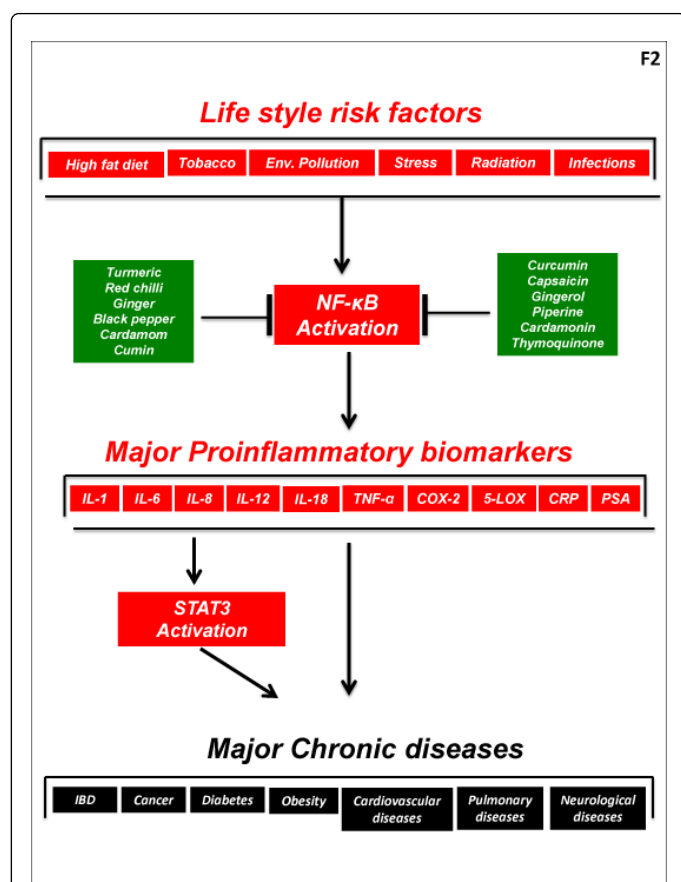 F2
Life style risk factors
High fat diet Tobacco Env. Pollution Stress Radiation Infections
Turmeric
Red chilli
Ginger
Black pepper
Cardamom
Cumin
NF-κB
Activation
Curcumin
Capsaicin
Gingerol
Piperine
Cardamonin
Thymoquinone
Major Proinflammatory biomarkers
IL-1 IL-6 IL-8 IL-12 IL-18 TNF-α COX-2 5-LOX CRP PSA
STAT3
Activation
Major Chronic diseases
IBD Cancer Diabetes Obesity
Cardiovascular
diseases
Pulmonary
diseases
Neurological
diseases